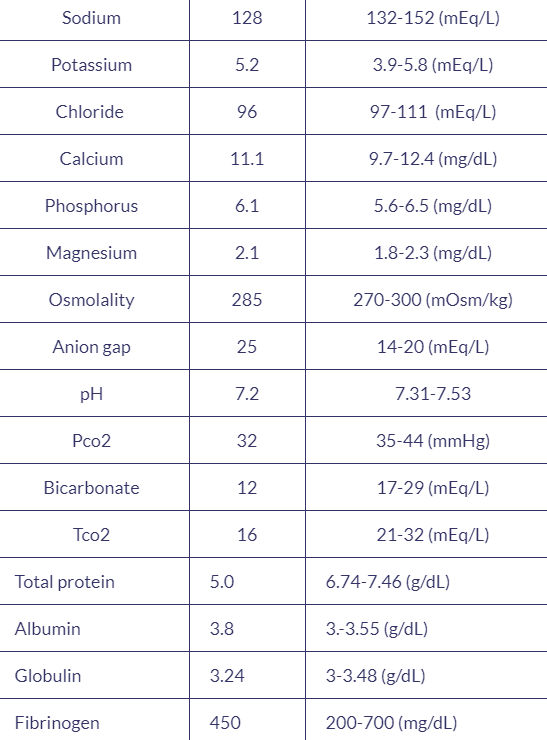 Sodium 128 132-152 (mEq/L)
Potassium 5.2 3.9-5.8 (mEq/L)
Chloride 96 97-111 (mEq/L)
Calcium 11.1 9.7-12.4 (mg/dL)
Phosphorus 6.1 5.6-6.5 (mg/dL)
Magnesium 2.1 1.8-2.3 (mg/dL)
Osmolality 285 270-300 (mOsm/kg)
Anion gap 25 14-20 (mEq/L)
pH 7.2 7.31-7.53
Pco2 32 35-44 (mmHg)
Bicarbonate 12 17-29 (mEq/L)
Tco2 16 21-32 (mEq/L)
Total protein 5.0 6.74-7.46 (g/dL)
Albumin 3.8 3.-3.55 (g/dL)
Globulin 3.24 3-3.48 (g/dL)
Fibrinogen 450 200-700 (mg/dL)